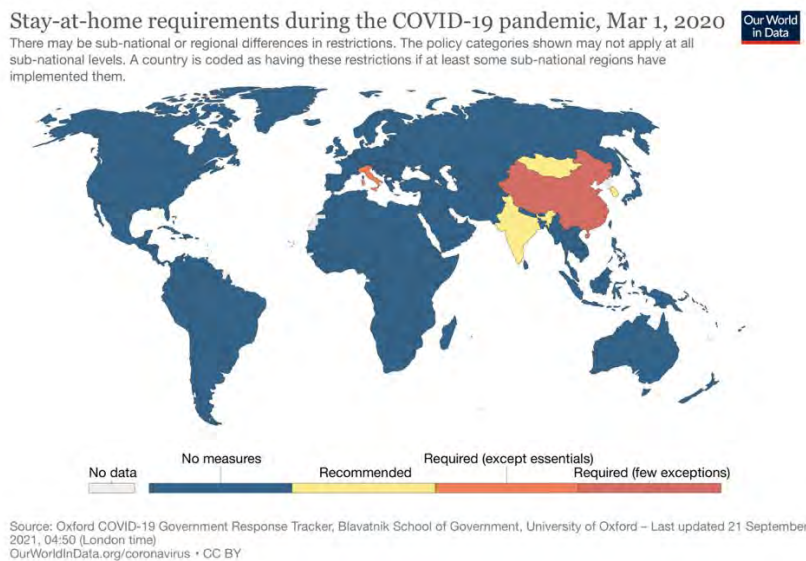 Stay-at-home requirements during the COVID-19 pandemic, Mar 1, 2020
Our World
in Data
There may be sub-national or regional differences in restrictions. The policy categories shown may not apply at all
sub-national levels. A country is coded as having these restrictions if at least some sub-national regions have
implemented them.
No data
No measures
Recommended
Required (except essentials)
Required (few exceptions)
Source: Oxford COVID-19 Government Response Tracker, Blavatnik School of Government, University of Oxford – Last updated 21 September
2021, 04:50 (London time)
OurWorldInData.org/coronavirus • CC BY